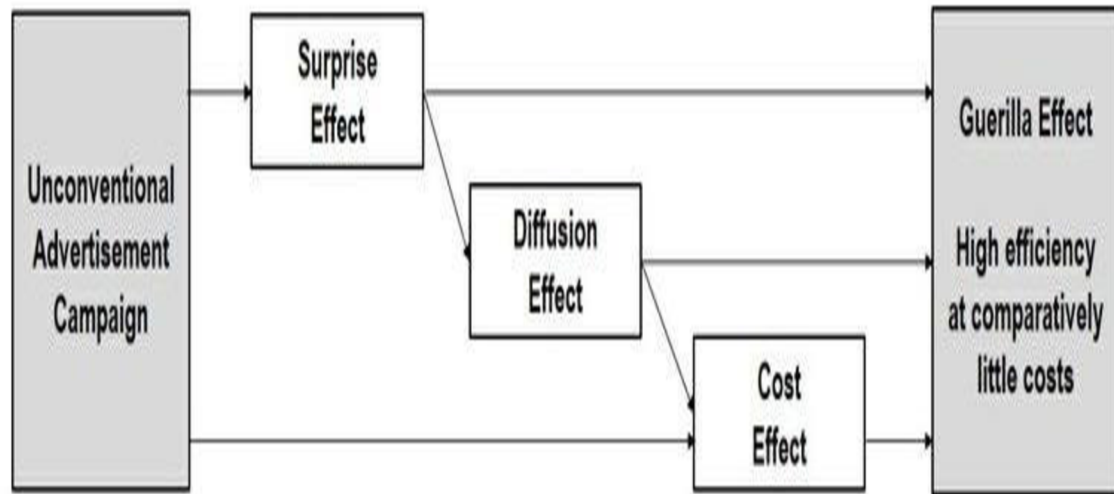 Unconventional
Advertisement
Campaign
Surprise
Effect
Diffusion
Effect
Cost
Effect
Guerilla Effect
High efficiency
at comparatively
little costs